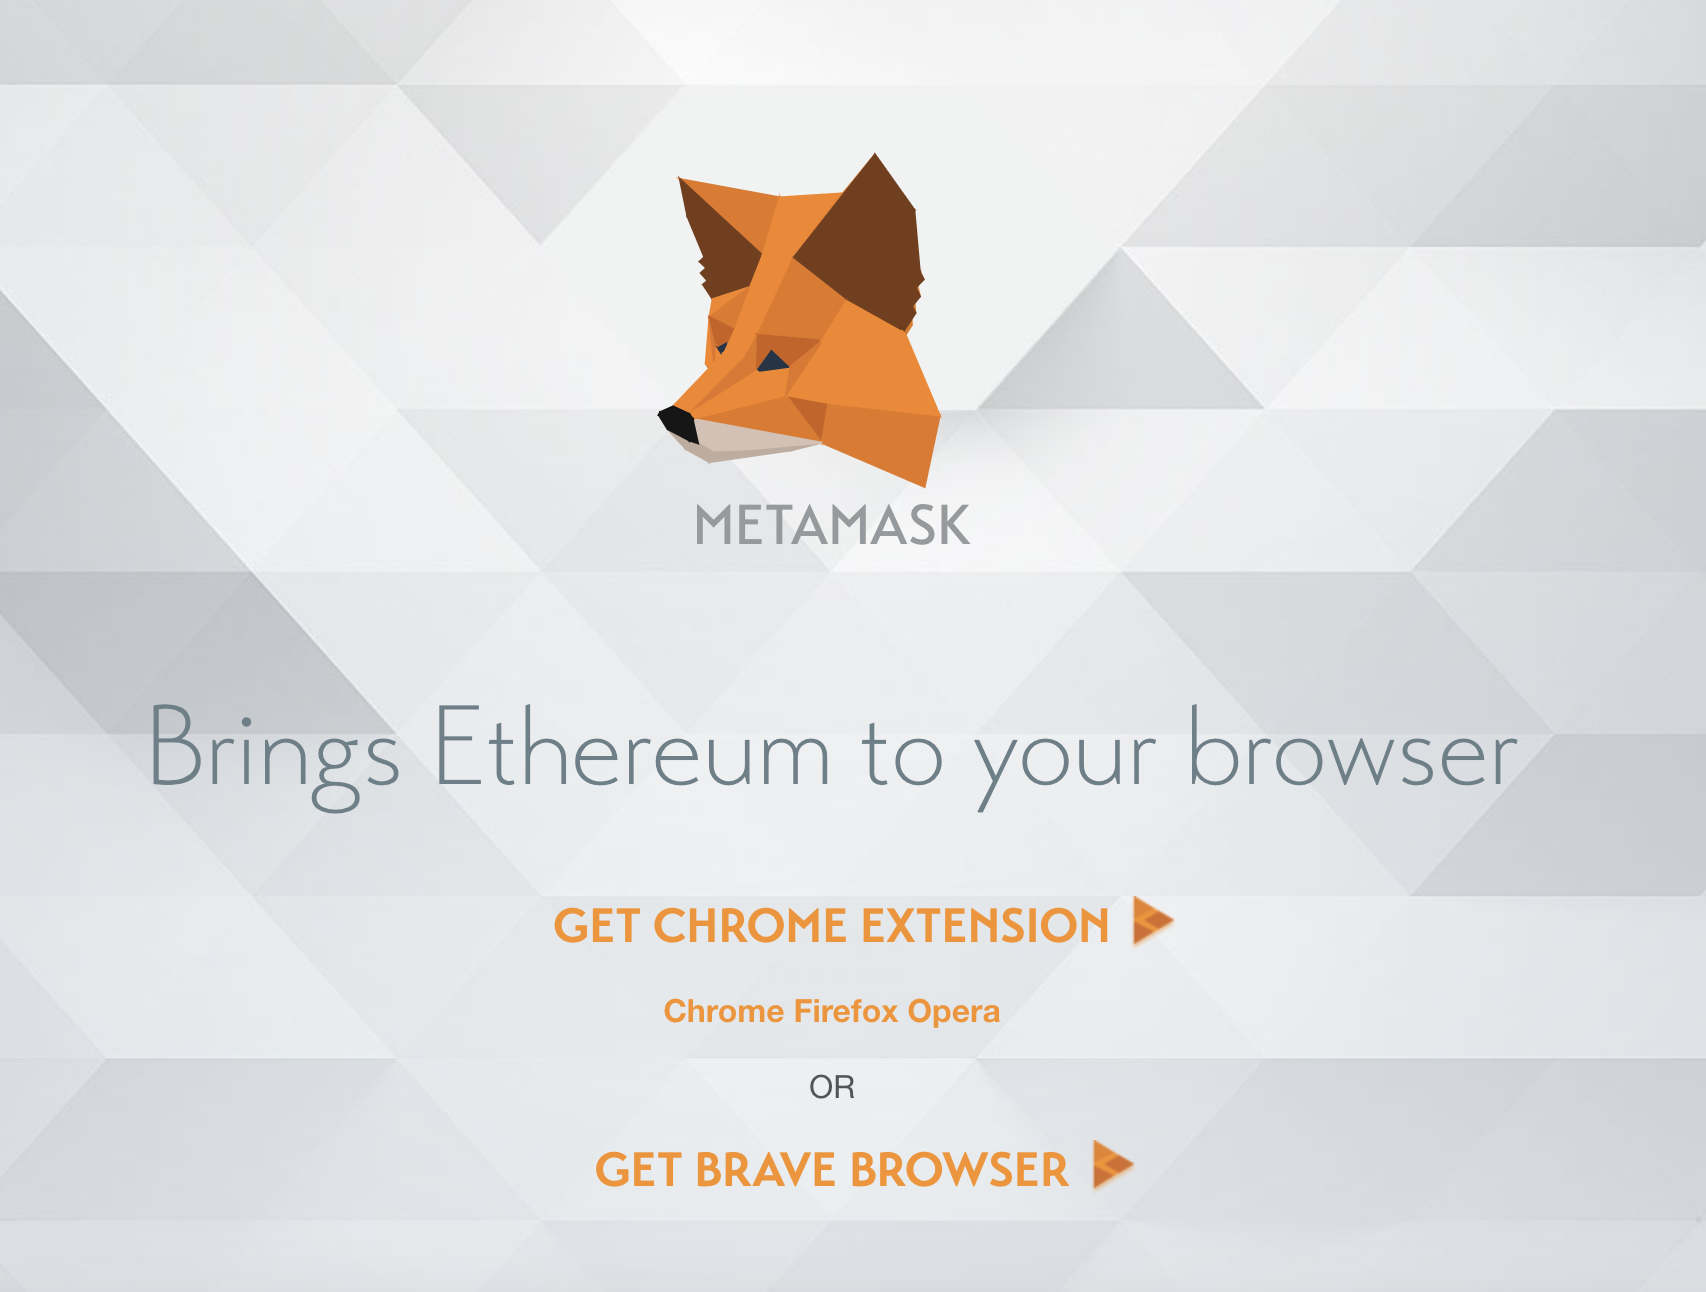 METAMASK
Brings Ethereum to your browser
GET CHROME EXTENSION
Chrome Firefox Opera
OR
GET BRAVE BROWSER